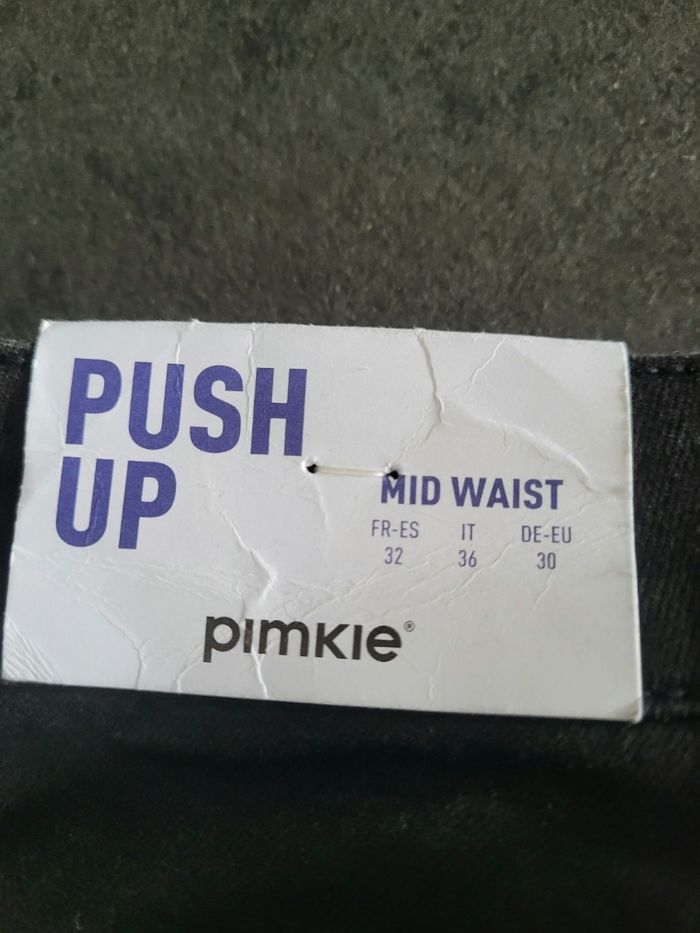 PUSH
UP
MID WAIST
FR-ES IT DE-EU
32 36 30
pimkie®